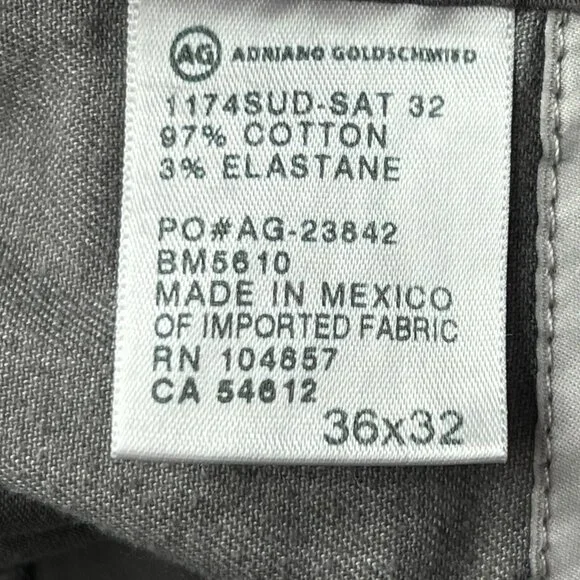 AG ADRIANO GOLDSCHMIED
1174SUD-SAT 32
97% COTTON
3% ELASTANE
PO#AG-23842
BM5610
MADE IN MEXICO
OF IMPORTED FABRIC
RN 104657
CA 54612
36x32